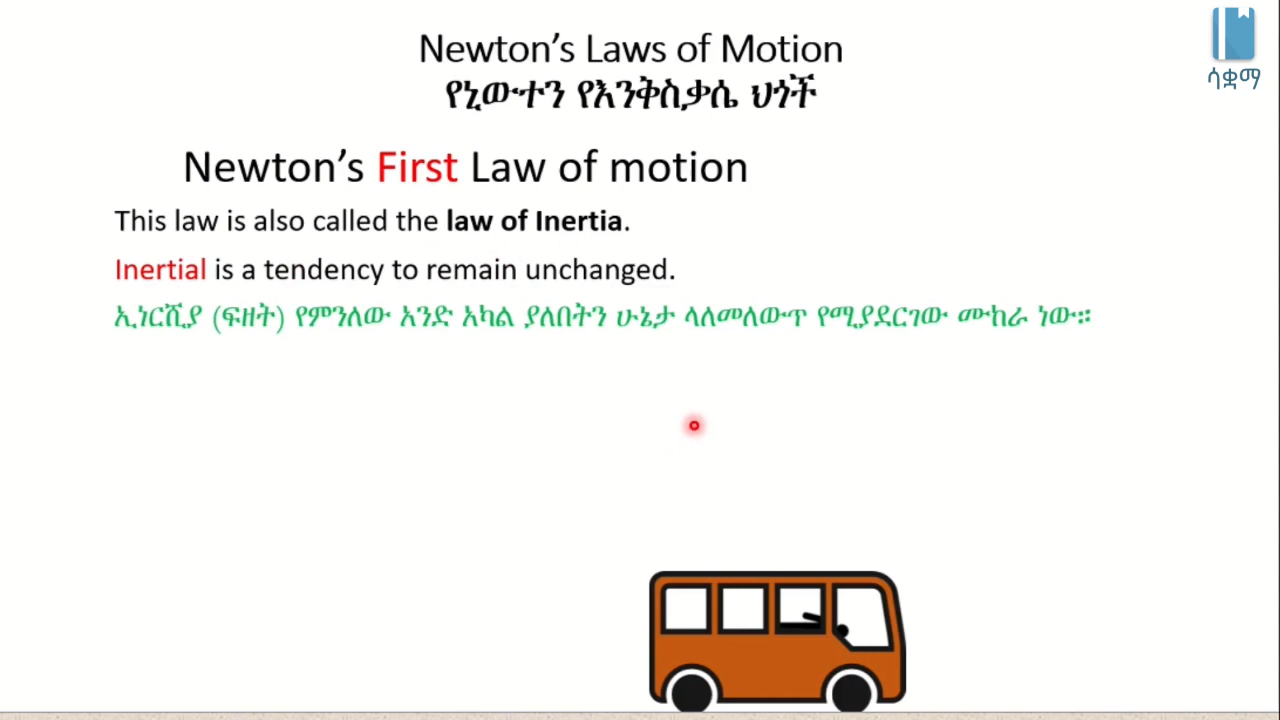 Newton’s Laws of Motion
ሳቋማ
የኒውተን የእንቅስቃሴ ህጎች
Newton’s First Law of motion
This law is also called the law of Inertia.
Inertial is a tendency to remain unchanged.
ኢነርሺያ (ፍዘት) የምንለው አንድ አካል ያለበትን ሁኔታ ላለመለውጥ የሚያደርገው ሙከራ ነው።